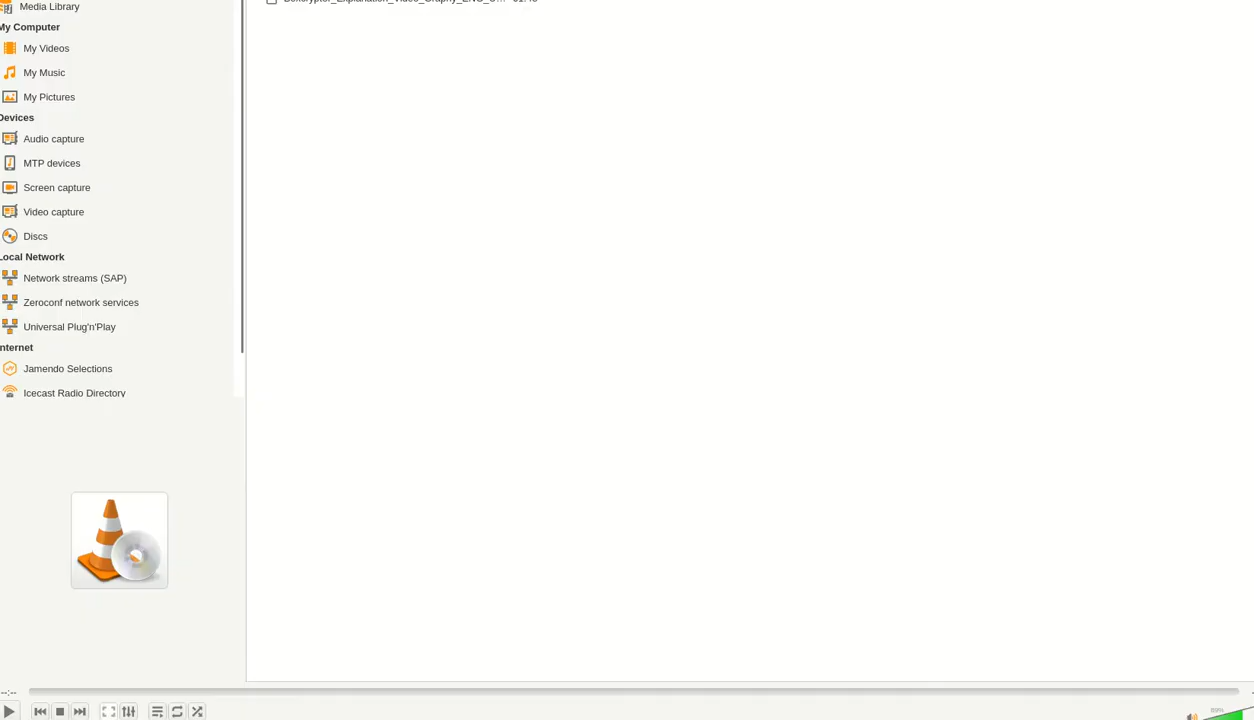 Media Library
My Computer
My Videos
My Music
My Pictures
Devices
Audio capture
MTP devices
Screen capture
Video capture
Discs
Local Network
Network streams (SAP)
Zeroconf network services
Universal Plug'n'Play
Internet
Jamendo Selections
Icecast Radio Directory
--:--
89%